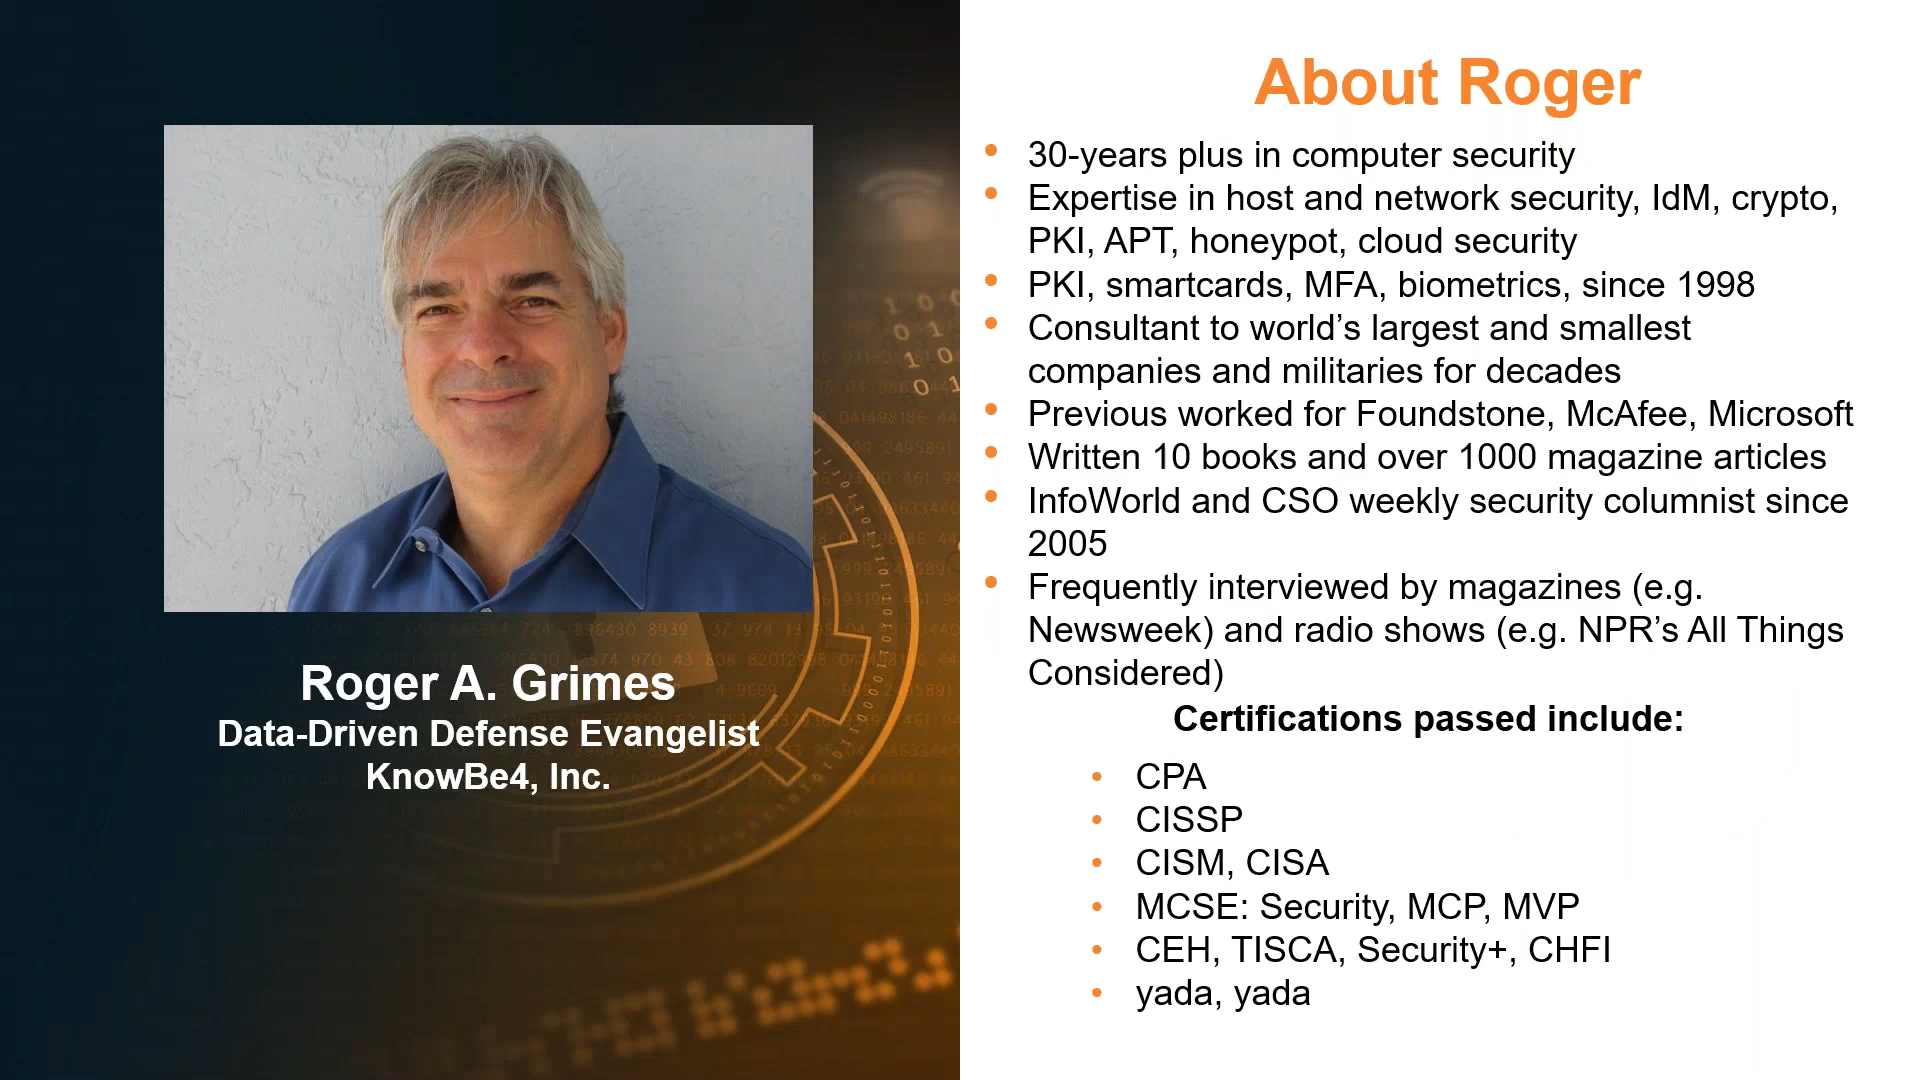 About Roger
• 30-years plus in computer security
• Expertise in host and network security, IdM, crypto,
PKI, APT, honeypot, cloud security
• PKI, smartcards, MFA, biometrics, since 1998
• Consultant to world’s largest and smallest
companies and militaries for decades
• Previous worked for Foundstone, McAfee, Microsoft
• Written 10 books and over 1000 magazine articles
• InfoWorld and CSO weekly security columnist since
2005
• Frequently interviewed by magazines (e.g.
Newsweek) and radio shows (e.g. NPR’s All Things
Considered)
Certifications passed include:
• CPA
• CISSP
• CISM, CISA
• MCSE: Security, MCP, MVP
• CEH, TISCA, Security+, CHFI
• yada, yada
Roger A. Grimes
Data-Driven Defense Evangelist
KnowBe4, Inc.